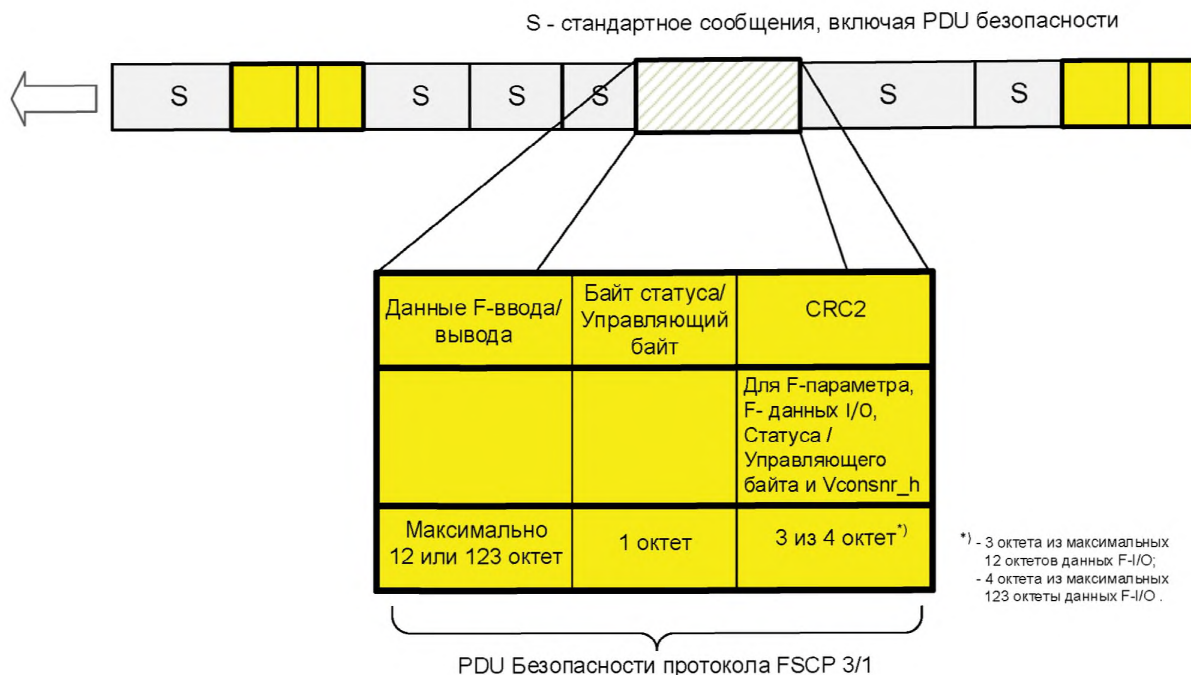 S - стандартное сообщения, включая PDU безопасности
S
S
S
S
S
S
Данные F-ввода/
вывода
Байт статуса/
Управляющий
байт
CRC2
Для F-параметра,
F- данных I/O,
Статуса /
Управляющего
байта и Vconsnr_h
Максимально
12 или 123 октет
1 октет
3 из 4 октет*)
*) - 3 октета из максимальных
12 октетов данных F-I/O;
- 4 октета из максимальных
123 октеты данных F-I/O .
PDU Безопасности протокола FSCP 3/1